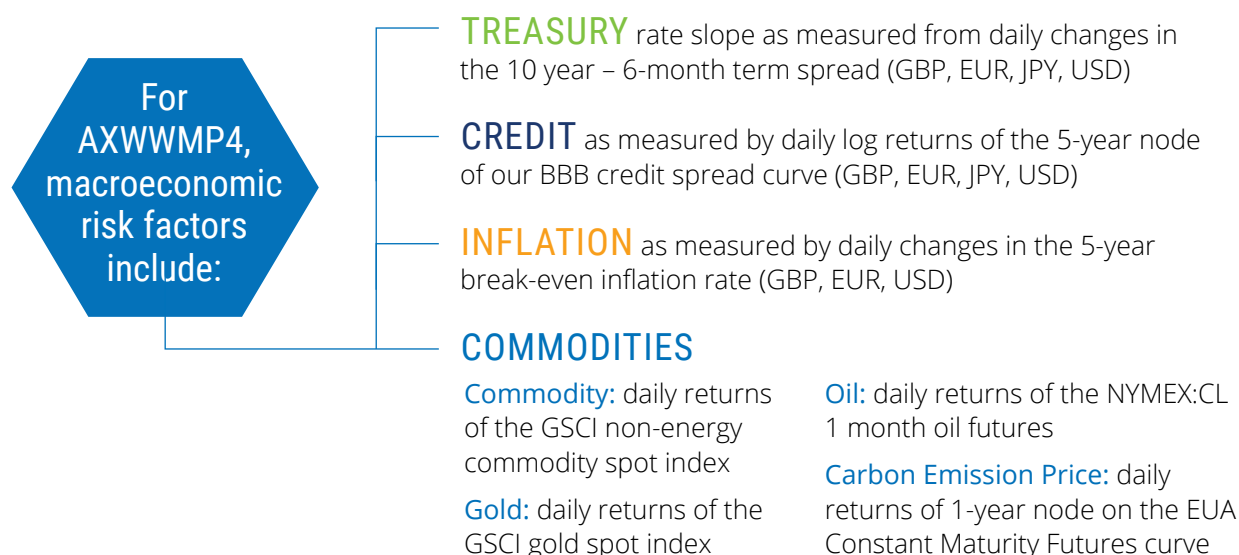 For
AXWWMP4,
macroeconomic
risk factors
include:
TREASURY rate slope as measured from daily changes in
the 10 year – 6-month term spread (GBP, EUR, JPY, USD)
CREDIT as measured by daily log returns of the 5-year node
of our BBB credit spread curve (GBP, EUR, JPY, USD)
INFLATION as measured by daily changes in the 5-year
break-even inflation rate (GBP, EUR, USD)
COMMODITIES
Commodity: daily returns
of the GSCI non-energy
commodity spot index
Gold: daily returns of the
GSCI gold spot index
Oil: daily returns of the NYMEX:CL
1 month oil futures
Carbon Emission Price: daily
returns of 1-year node on the EUA
Constant Maturity Futures curve